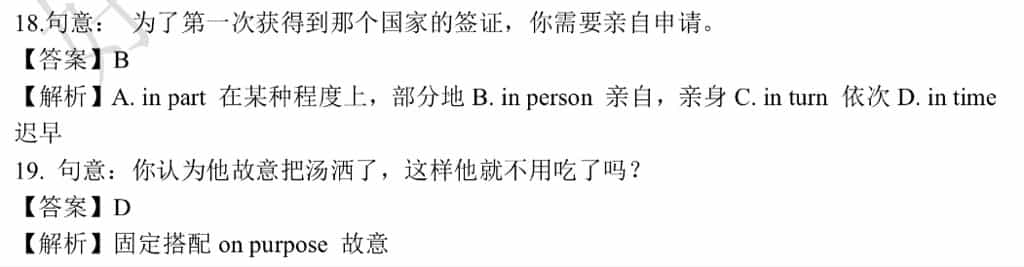 18.句意： 为了第一次获得到那个国家的签证，你需要亲自申请。
【答案】B
【解析】A. in part 在某种程度上，部分地 B. in person 亲自，亲身 C. in turn 依次 D. in time
迟早
19. 句意：你认为他故意把汤洒了，这样他就不用吃了吗？
【答案】D
【解析】固定搭配 on purpose 故意